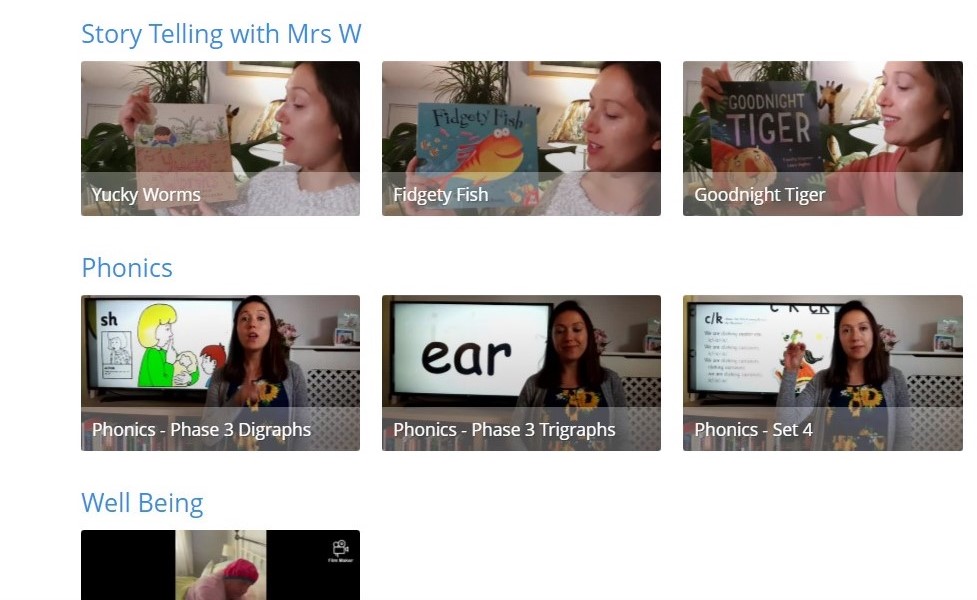 Story Telling with Mrs W
Yucky Worms
Fidgety Fish
Fidgety Fish
GOODNIGHT
TIGER
Goodnight Tiger
Phonics
sh
Phonics - Phase 3 Digraphs
ear
Phonics - Phase 3 Trigraphs
c/k
Phonics - Set 4
Well Being
Film Maker